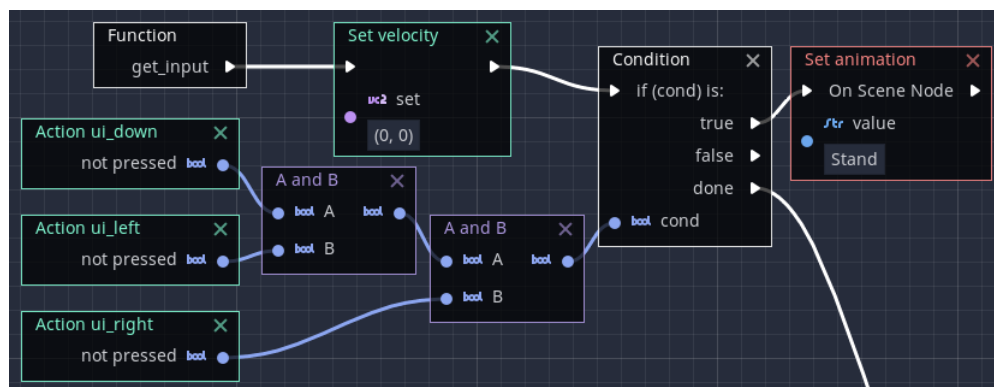 Function
get_input
Set velocity
vc2 set
(0, 0)
Condition
if (cond) is:
true
false
done
bool cond
Set animation
On Scene Node
Str value
Stand
Action ui_down
not pressed bool
A and B
bool A bool
bool B
Action ui_left
not pressed bool
A and B
bool A bool
bool B
Action ui_right
not pressed bool